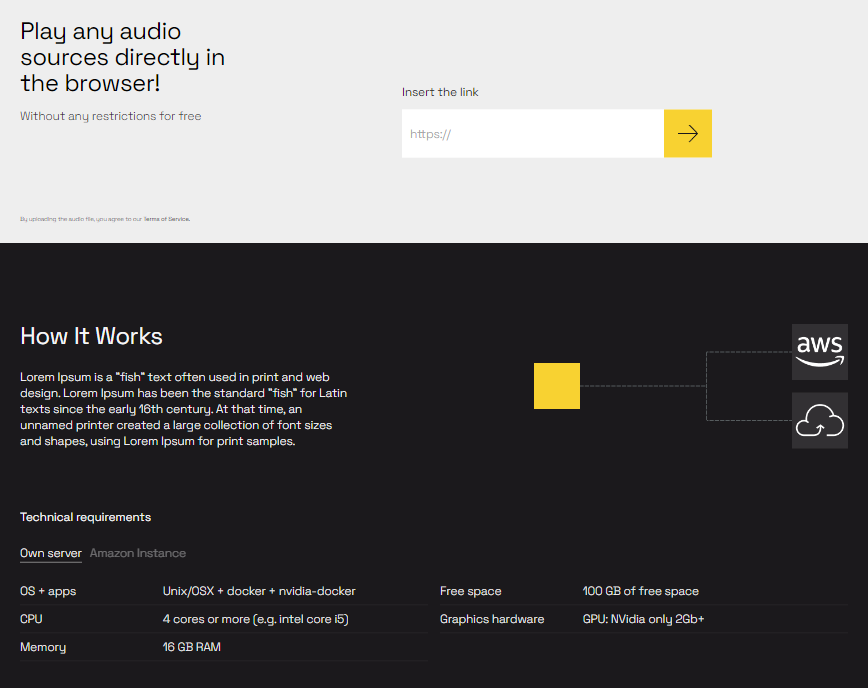 Play any audio
sources directly in
the browser!
Without any restrictions for free
Insert the link
https://
By uploading the audio file, you agree to our Terms of Service.
How It Works
Lorem Ipsum is a "fish" text often used in print and web
design. Lorem Ipsum has been the standard "fish" for Latin
texts since the early 16th century. At that time, an
unnamed printer created a large collection of font sizes
and shapes, using Lorem Ipsum for print samples.
aws
Technical requirements
Own server Amazon Instance
OS + apps Unix/OSX + docker + nvidia-docker
CPU 4 cores or more (e.g. intel core i5)
Memory 16 GB RAM
Free space 100 GB of free space
Graphics hardware GPU: NVidia only 2Gb+